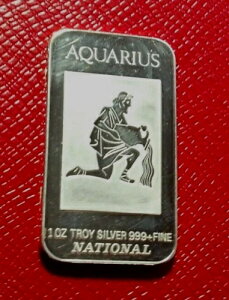 AQUARIUS
1 OZ TROY SILVER 999+FINE
NATIONAL